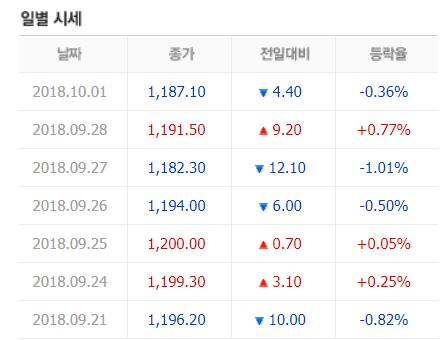 일별 시세
날짜 종가 전일대비 등락율
2018.10.01 1,187.10 ▼ 4.40 -0.36%
2018.09.28 1,191.50 ▲ 9.20 +0.77%
2018.09.27 1,182.30 ▼ 12.10 -1.01%
2018.09.26 1,194.00 ▼ 6.00 -0.50%
2018.09.25 1,200.00 ▲ 0.70 +0.05%
2018.09.24 1,199.30 ▲ 3.10 +0.25%
2018.09.21 1,196.20 ▼ 10.00 -0.82%